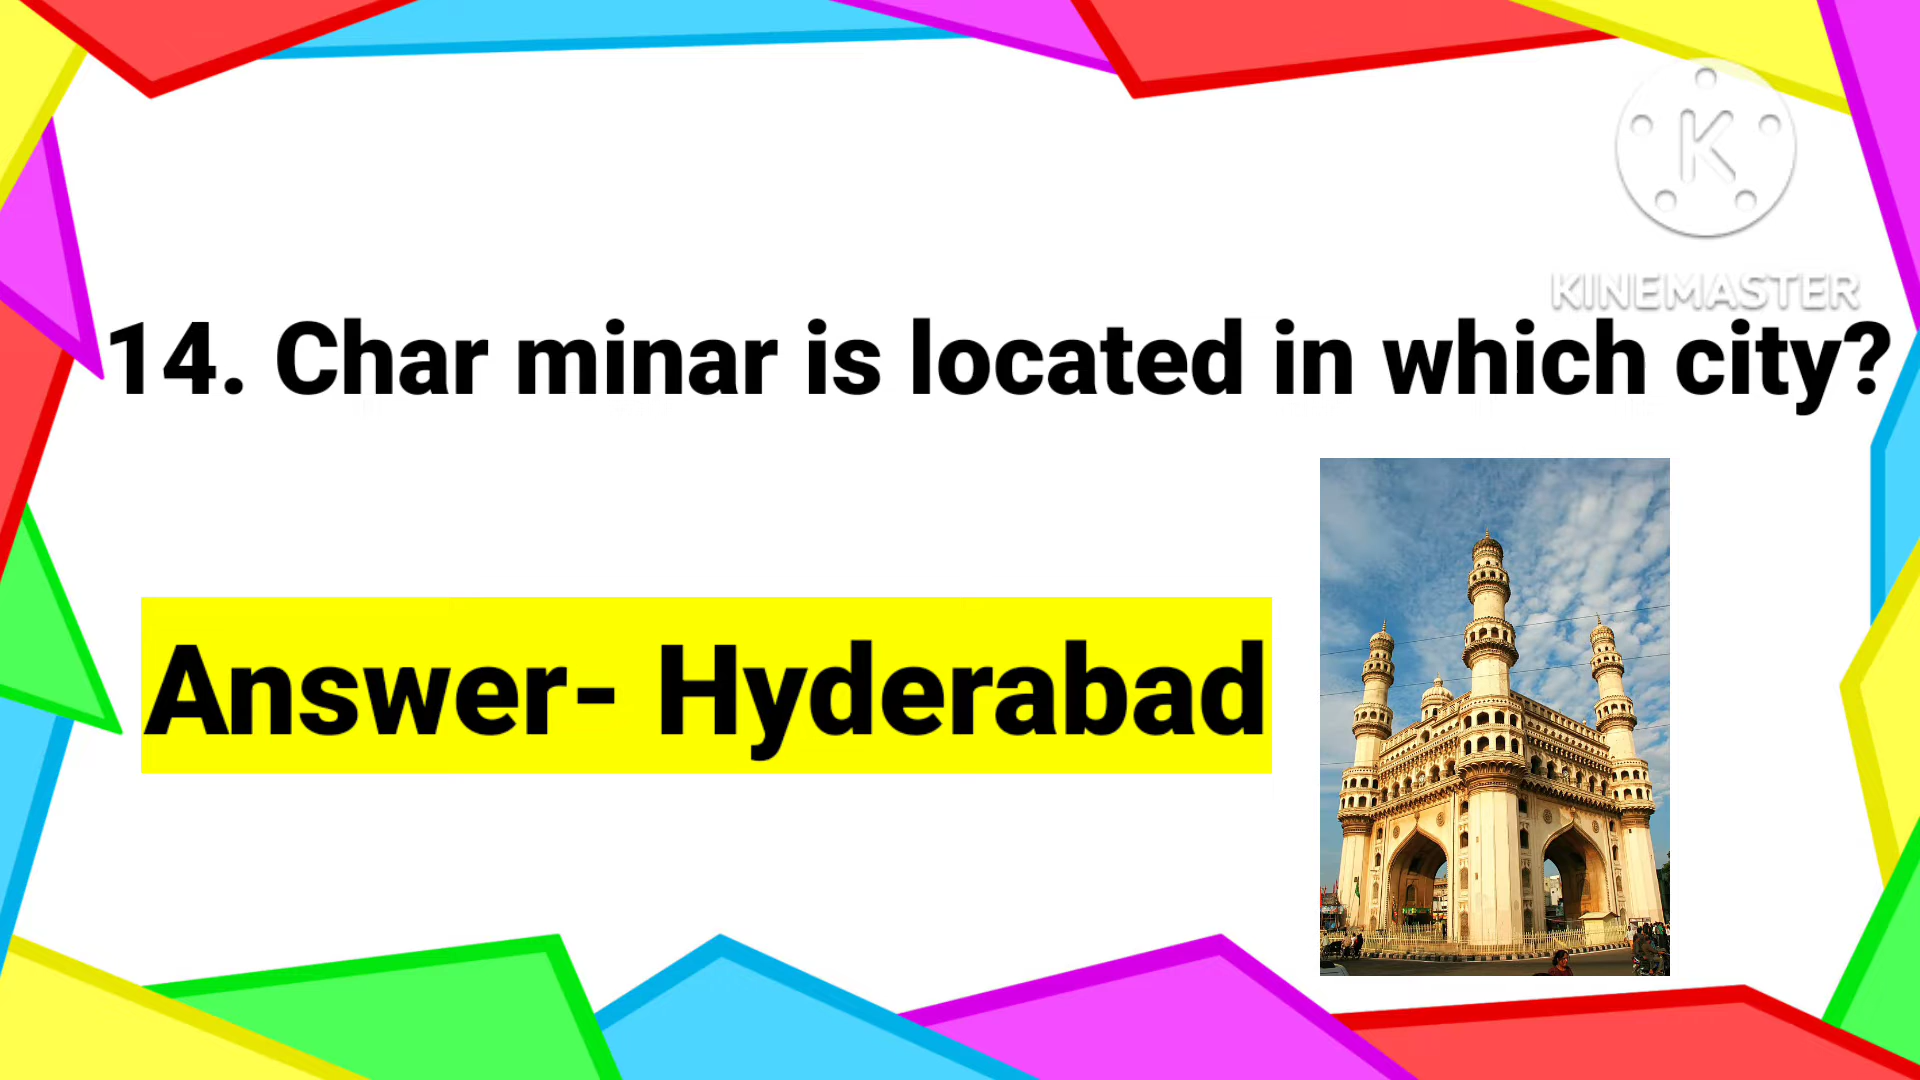 K
KINEMASTER
14. Char minar is located in which city?
Answer- Hyderabad